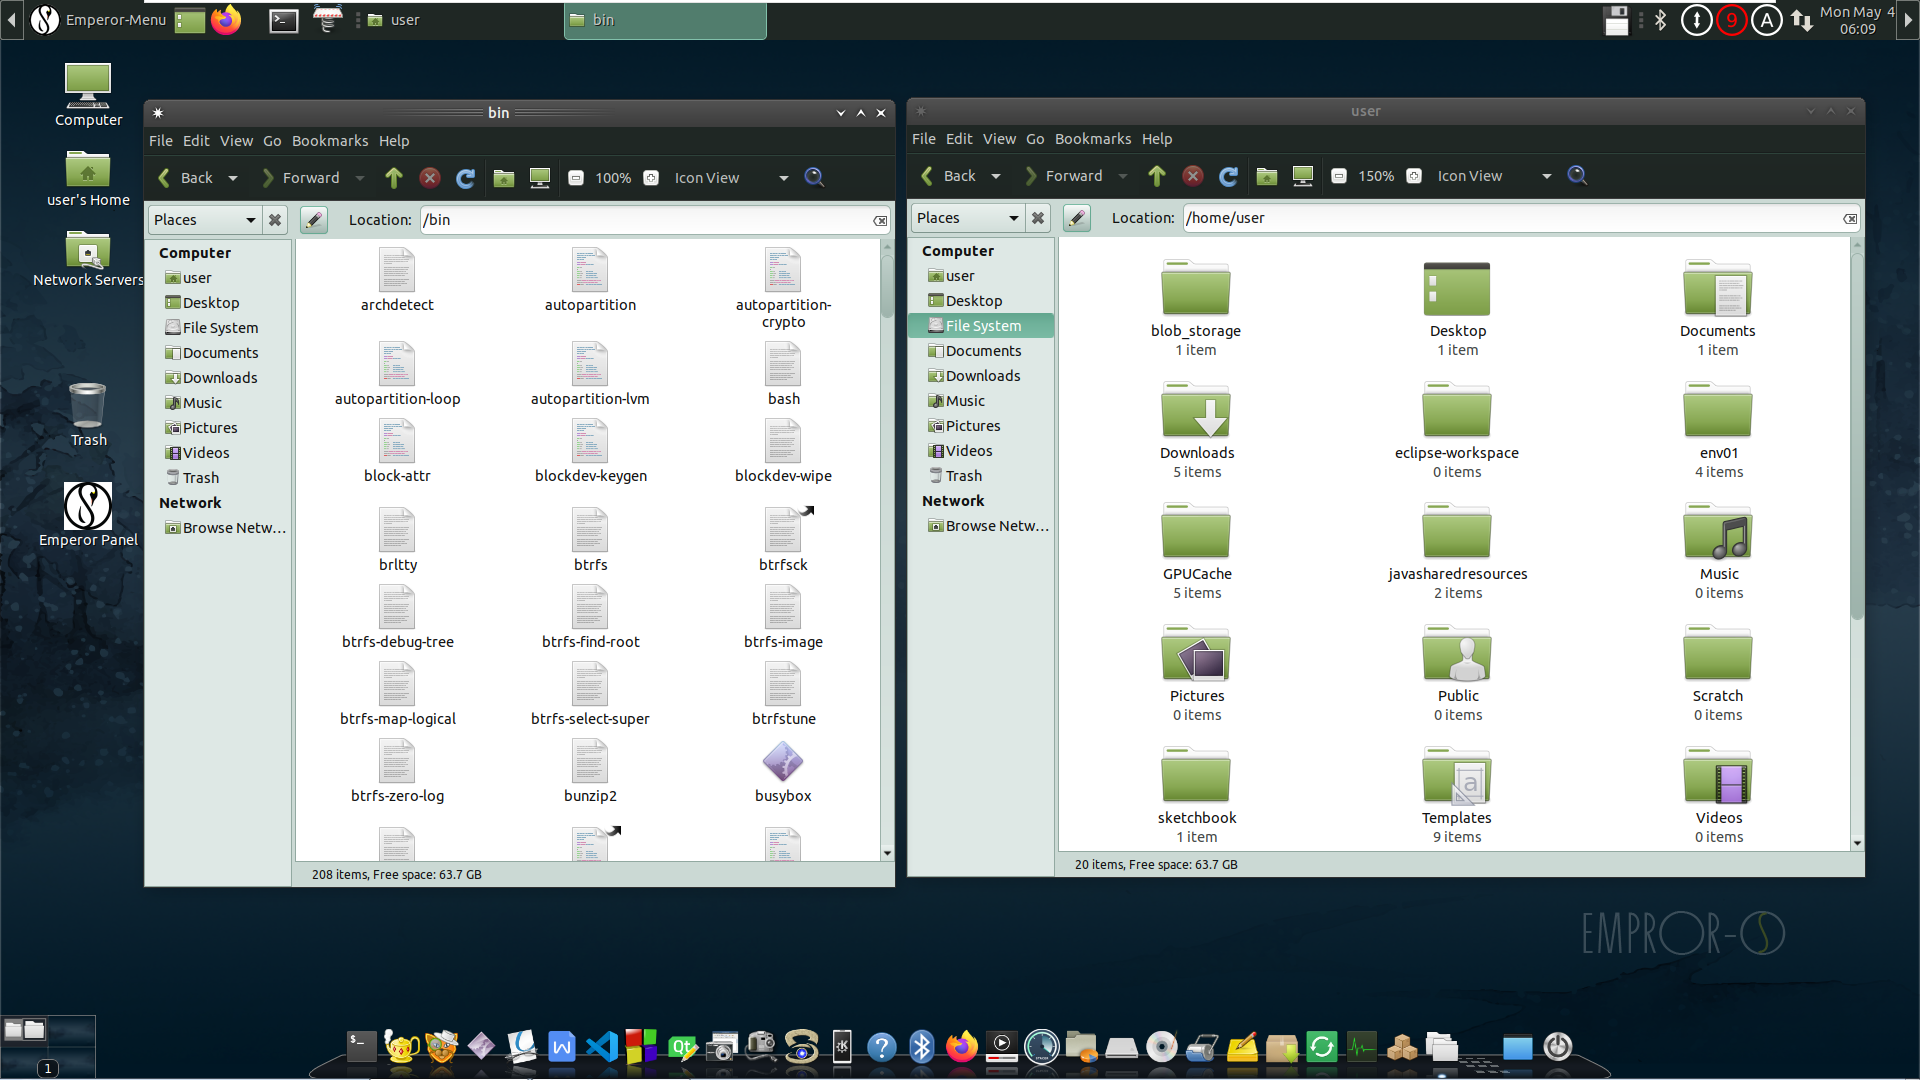 Emperor-Menu
user
bin
9
A
Mon May 4
06:09
Computer
user's Home
Network Servers
Trash
Emperor Panel
bin
File Edit View Go Bookmarks Help
Back Forward 100% Icon View
Places Location: /bin
Computer
user
Desktop
File System
Documents
Downloads
Music
Pictures
Videos
Trash
Network
Browse Netw...
archdetect autopartition autopartition-
crypto
autopartition-loop autopartition-lvm bash
block-attr blockdev-keygen blockdev-wipe
brltty btrfs btrfsck
btrfs-debug-tree btrfs-find-root btrfs-image
btrfs-map-logical btrfs-select-super btrfstune
btrfs-zero-log bunzip2 busybox
208 items, Free space: 63.7 GB
user
File Edit View Go Bookmarks Help
Back Forward 150% Icon View
Places Location: /home/user
Computer
user
Desktop
File System
Documents
Downloads
Music
Pictures
Videos
Trash
Network
Browse Netw...
blob_storage Desktop Documents
1 item 1 item 1 item
Downloads eclipse-workspace env01
5 items 0 items 4 items
GPUCache javasharedresources Music
5 items 2 items 0 items
Pictures Public Scratch
0 items 0 items 0 items
sketchbook Templates Videos
1 item 9 items 0 items
20 items, Free space: 63.7 GB
EMPROR-OS
1
W
Qt
K
?